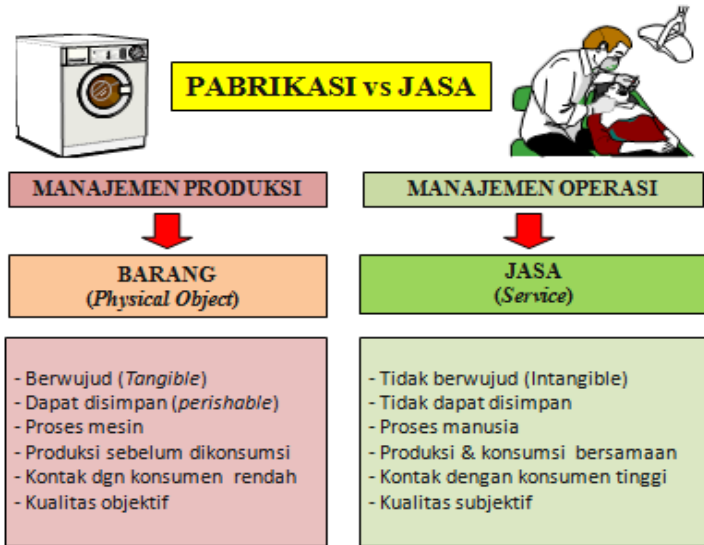 PABRIKASI vs JASA
MANAJEMEN PRODUKSI
BARANG
(Physical Object)
- Berwujud (Tangible)
- Dapat disimpan (perishable)
- Proses mesin
- Produksi sebelum dikonsumsi
- Kontak dgn konsumen rendah
- Kualitas objektif
MANAJEMEN OPERASI
JASA
(Service)
- Tidak berwujud (Intangible)
- Tidak dapat disimpan
- Proses manusia
- Produksi & konsumsi bersamaan
- Kontak dengan konsumen tinggi
- Kualitas subjektif